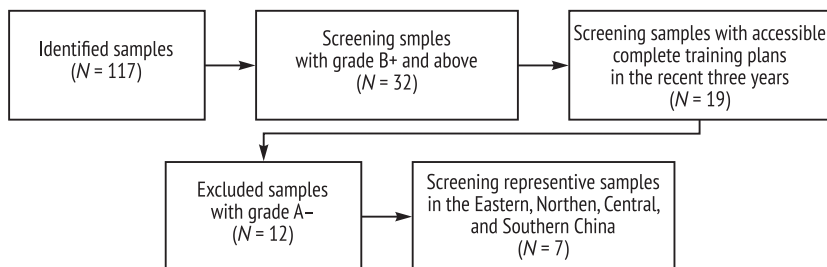 Identified samples
(N = 117)
Screening smples
with grade B+ and above
(N = 32)
Screening samples with accessible
complete training plans
in the recent three years
(N = 19)
Excluded samples
with grade A−
(N = 12)
Screening representive samples
in the Eastern, Northen, Central,
and Southern China
(N = 7)